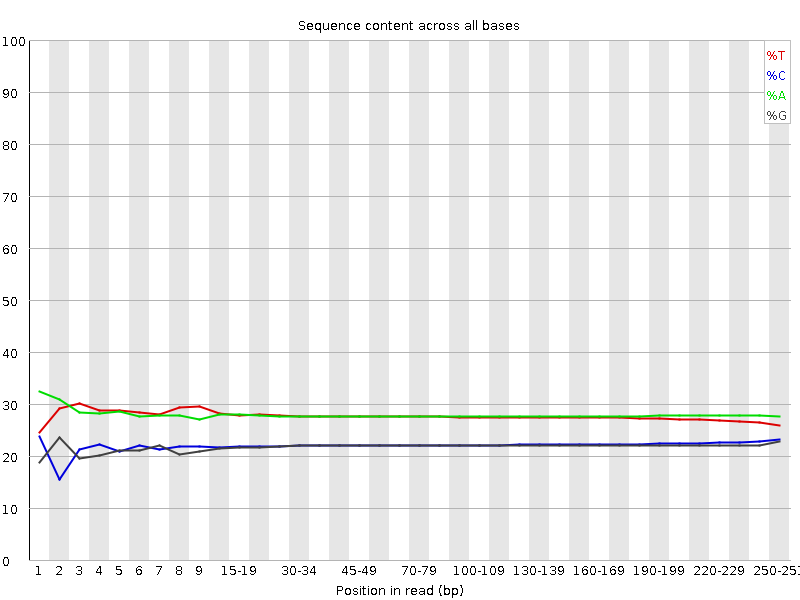 Sequence content across all bases
100
90
80
70
60
50
40
30
20
10
0
%T
%C
%A
%G
1 2 3 4 5 6 7 8 9 15-19 30-34 45-49 70-79 100-109 130-139 160-169 190-199 220-229 250-251
Position in read (bp)